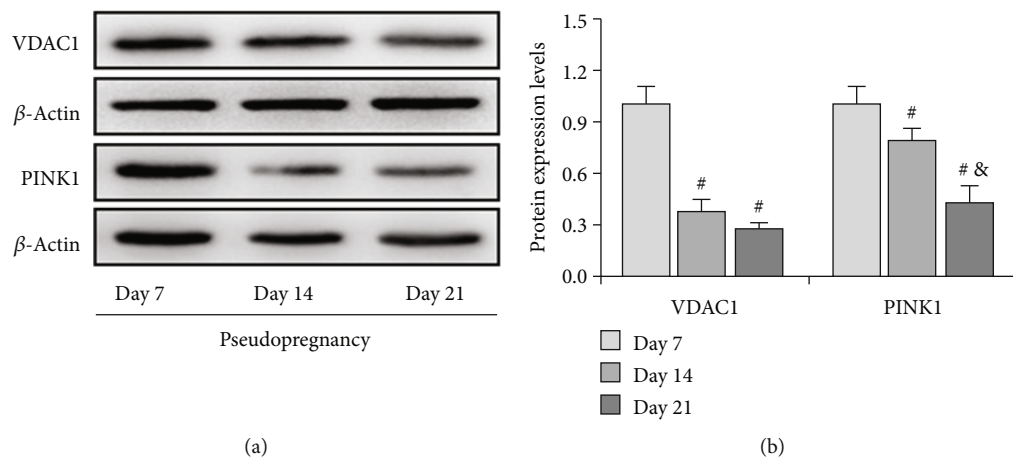 VDAC1
β-Actin
PINK1
β-Actin
Day 7 Day 14 Day 21
Pseudopregnancy
(a)
Protein expression levels
1.5
1.2
0.9
0.6
0.3
0.0
#
#
#
# &
VDAC1 PINK1
Day 7
Day 14
Day 21
(b)